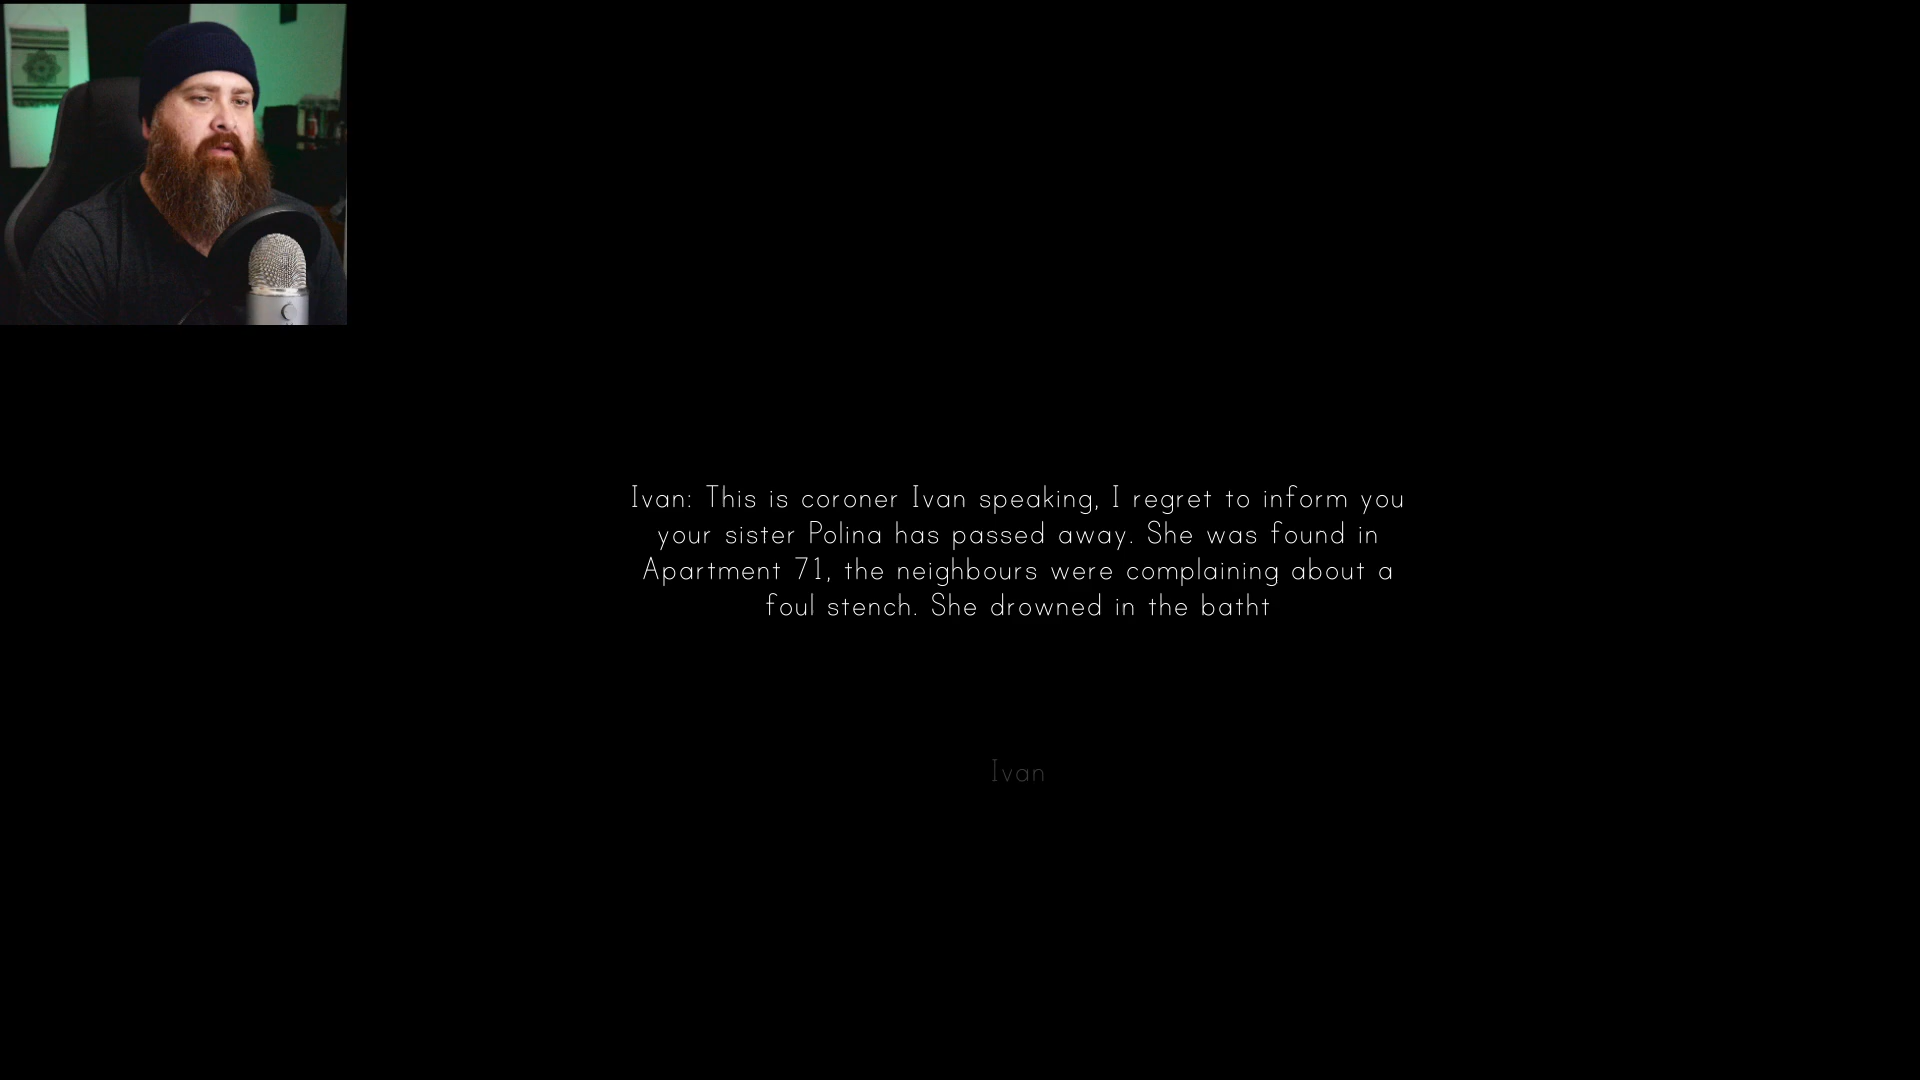 Ivan: This is coroner Ivan speaking, I regret to inform you
your sister Polina has passed away. She was found in
Apartment 71, the neighbours were complaining about a
foul stench. She drowned in the batht
Ivan